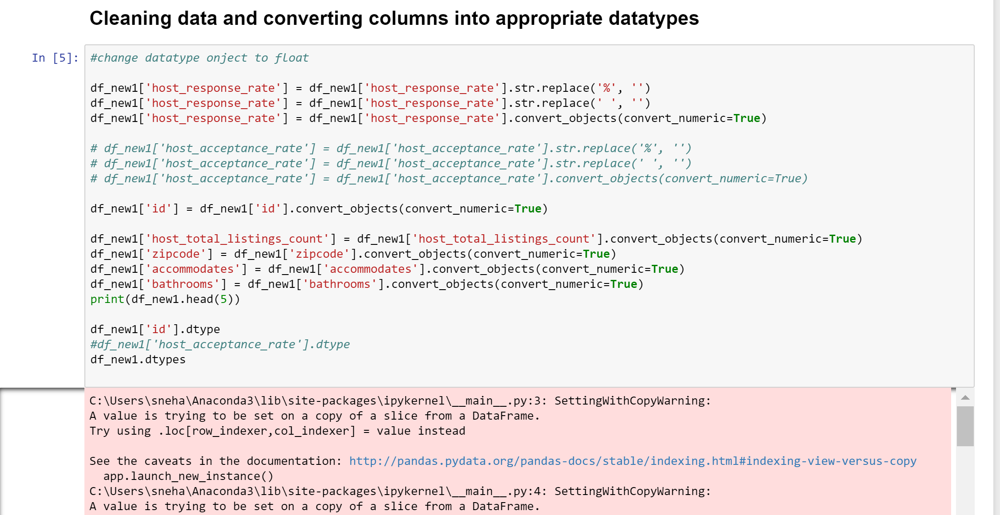 Cleaning data and converting columns into appropriate datatypes
In [5]:
#change datatype onject to float
df_new1['host_response_rate'] = df_new1['host_response_rate'].str.replace('%', '')
df_new1['host_response_rate'] = df_new1['host_response_rate'].str.replace(' ', '')
df_new1['host_response_rate'] = df_new1['host_response_rate'].convert_objects(convert_numeric=True)
# df_new1['host_acceptance_rate'] = df_new1['host_acceptance_rate'].str.replace('%', '')
# df_new1['host_acceptance_rate'] = df_new1['host_acceptance_rate'].str.replace(' ', '')
# df_new1['host_acceptance_rate'] = df_new1['host_acceptance_rate'].convert_objects(convert_numeric=True)
df_new1['id'] = df_new1['id'].convert_objects(convert_numeric=True)
df_new1['host_total_listings_count'] = df_new1['host_total_listings_count'].convert_objects(convert_numeric=True)
df_new1['zipcode'] = df_new1['zipcode'].convert_objects(convert_numeric=True)
df_new1['accommodates'] = df_new1['accommodates'].convert_objects(convert_numeric=True)
df_new1['bathrooms'] = df_new1['bathrooms'].convert_objects(convert_numeric=True)
print(df_new1.head(5))
df_new1['id'].dtype
#df_new1['host_acceptance_rate'].dtype
df_new1.dtypes
C:\Users\sneha\Anaconda3\lib\site-packages\ipykernel\__main__.py:3: SettingWithCopyWarning:
A value is trying to be set on a copy of a slice from a DataFrame.
Try using .loc[row_indexer,col_indexer] = value instead
See the caveats in the documentation: http://pandas.pydata.org/pandas-docs/stable/indexing.html#indexing-view-versus-copy
app.launch_new_instance()
C:\Users\sneha\Anaconda3\lib\site-packages\ipykernel\__main__.py:4: SettingWithCopyWarning:
A value is trying to be set on a copy of a slice from a DataFrame.